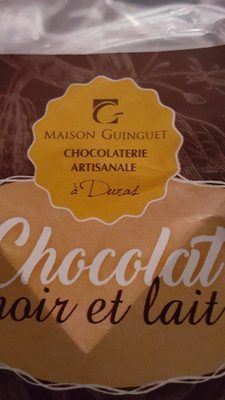 MAISON GUINGUET
CHOCOLATERIE
ARTISANALE
à Duras
Chocolat
noir et lait